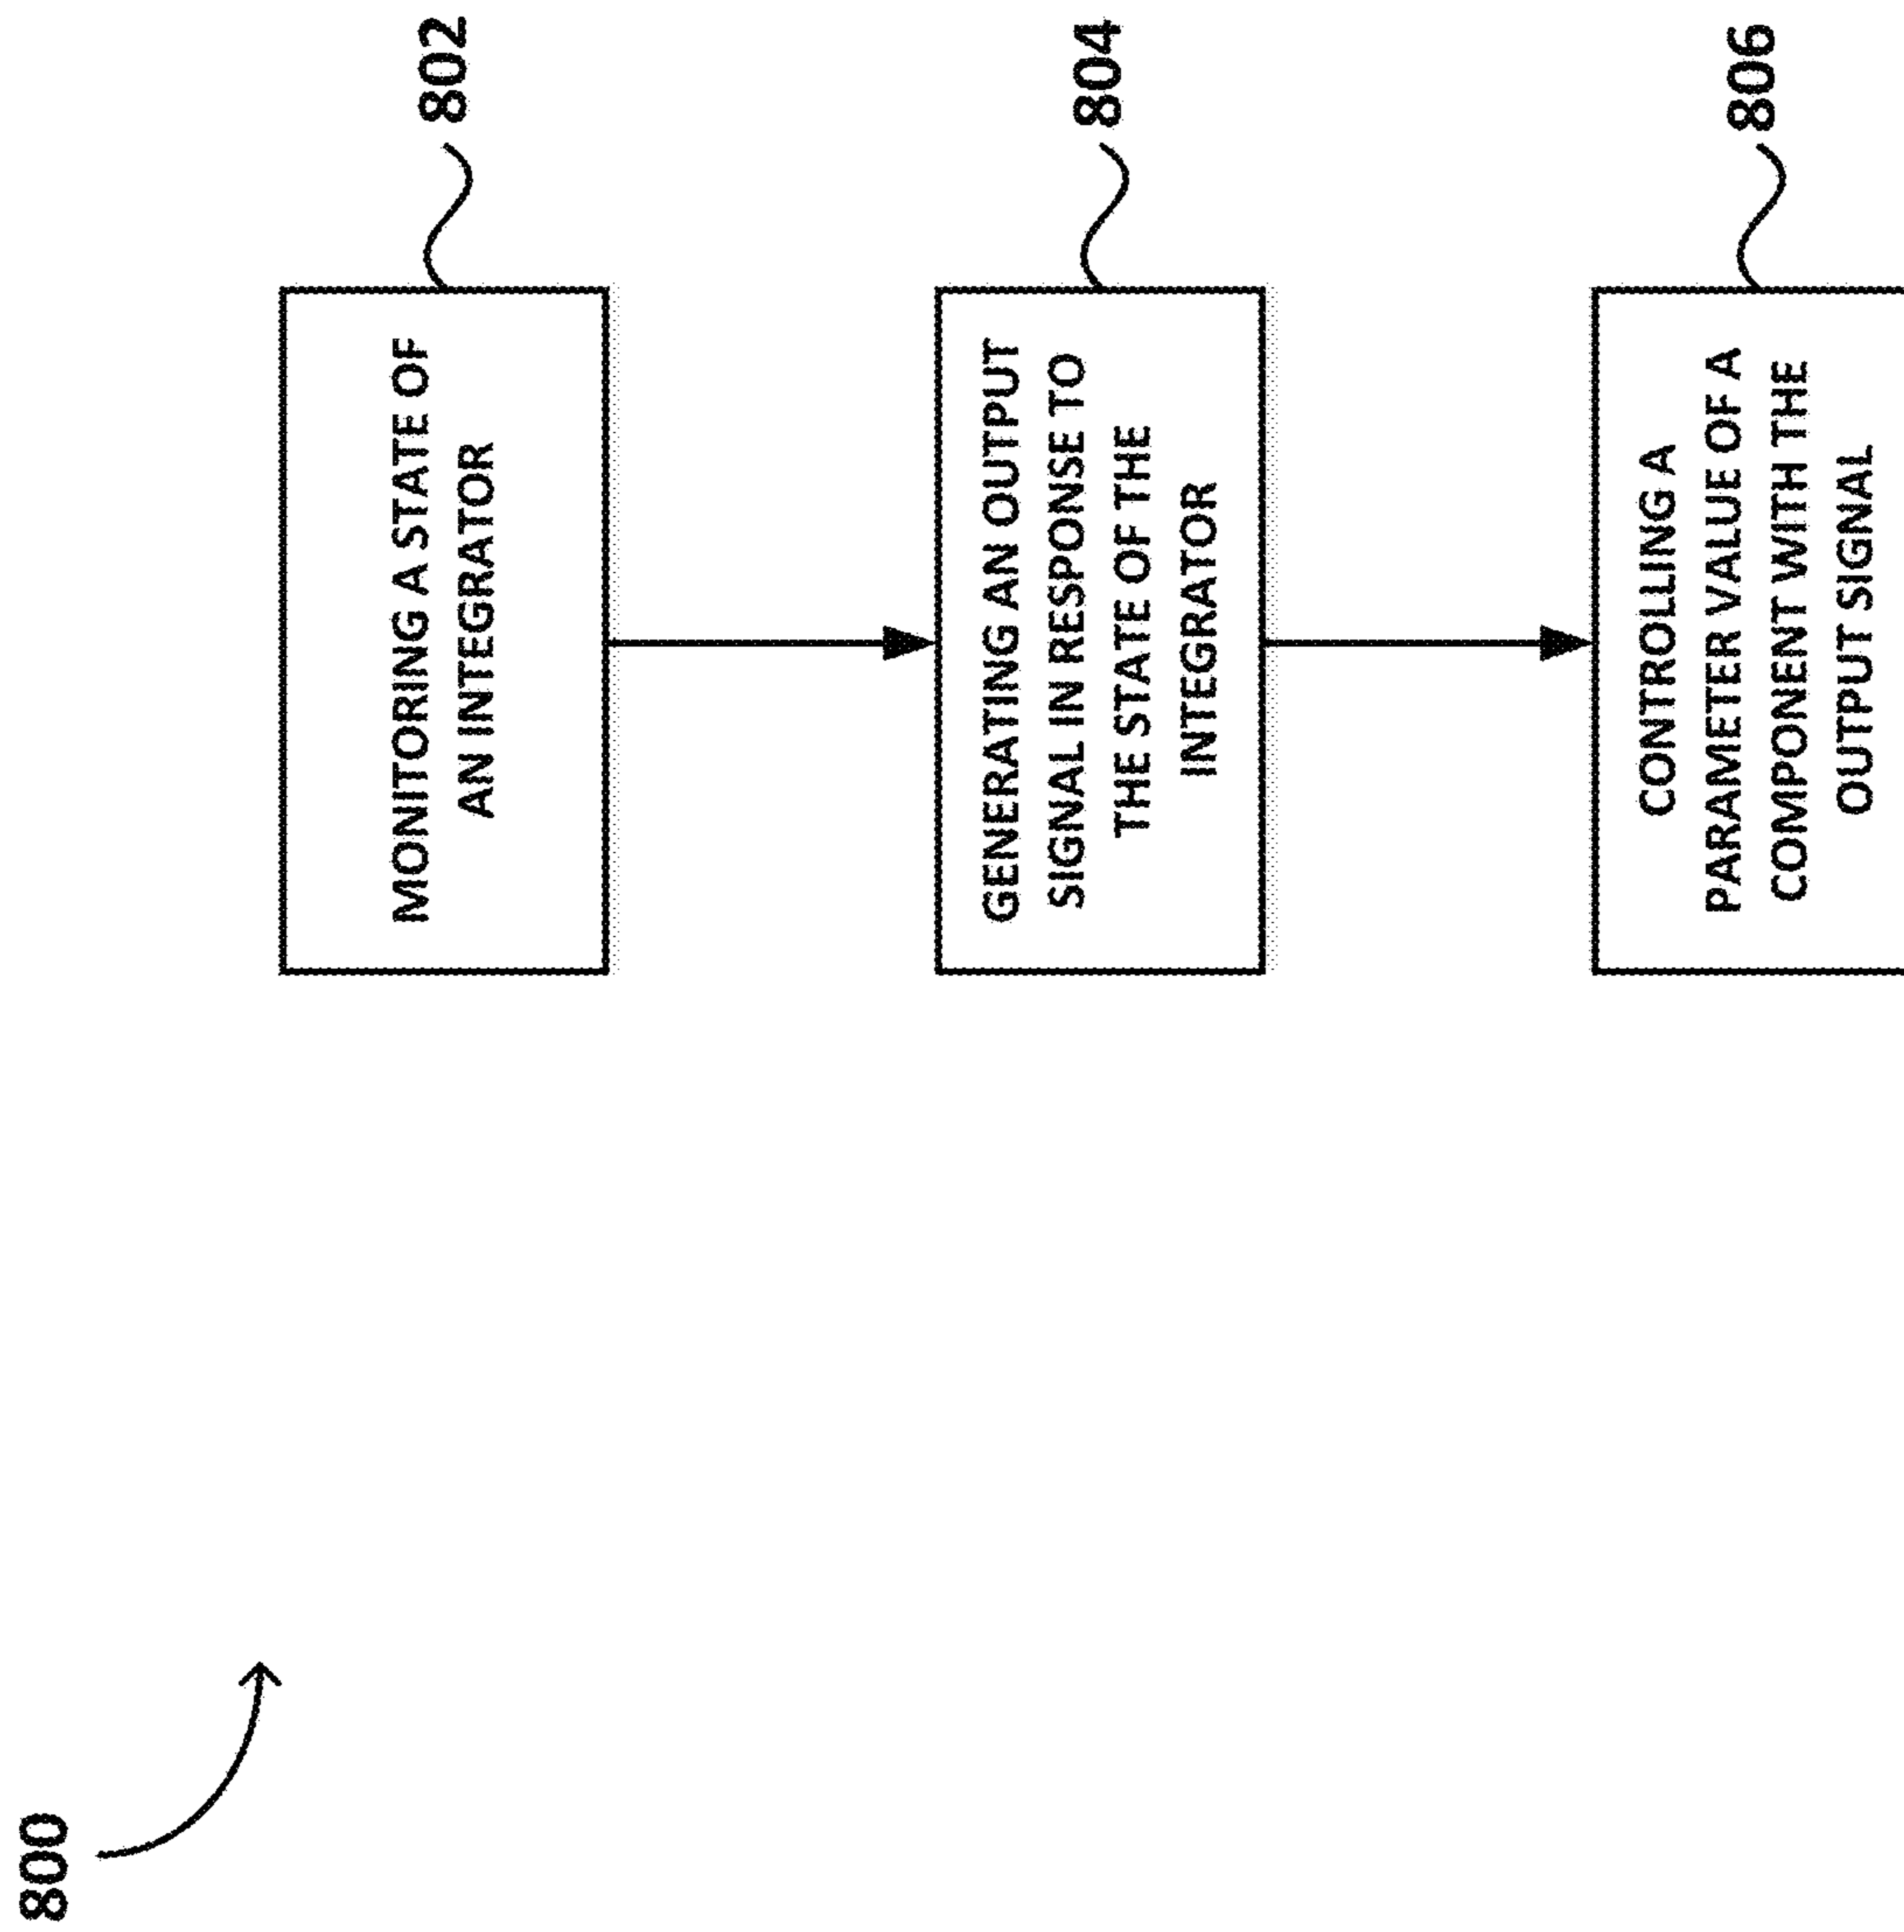 800
MONITORING A STATE OF
AN INTEGRATOR
802
GENERATING AN OUTPUT
SIGNAL IN RESPONSE TO
THE STATE OF THE
INTEGRATOR
804
CONTROLLING A
PARAMETER VALUE OF A
COMPONENT WITH THE
OUTPUT SIGNAL
806